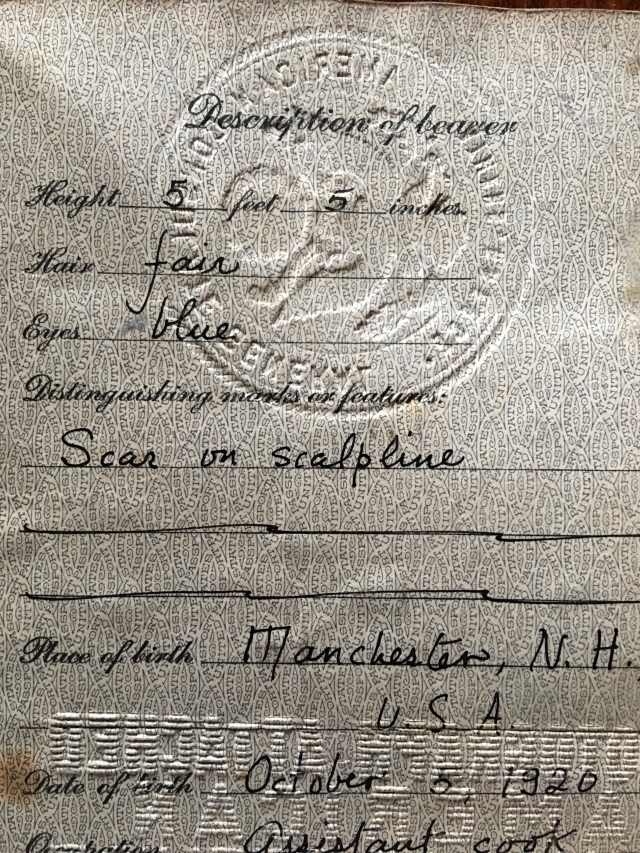 Description of bearer
Height 5 feet 5 inches.
Hair fair
Eyes blue
Distinguishing marks or features:
Scar on scalpline
Place of birth Manchester, N. H.
U. S. A.
Date of birth October 5, 1920
Occupation Assistant cook